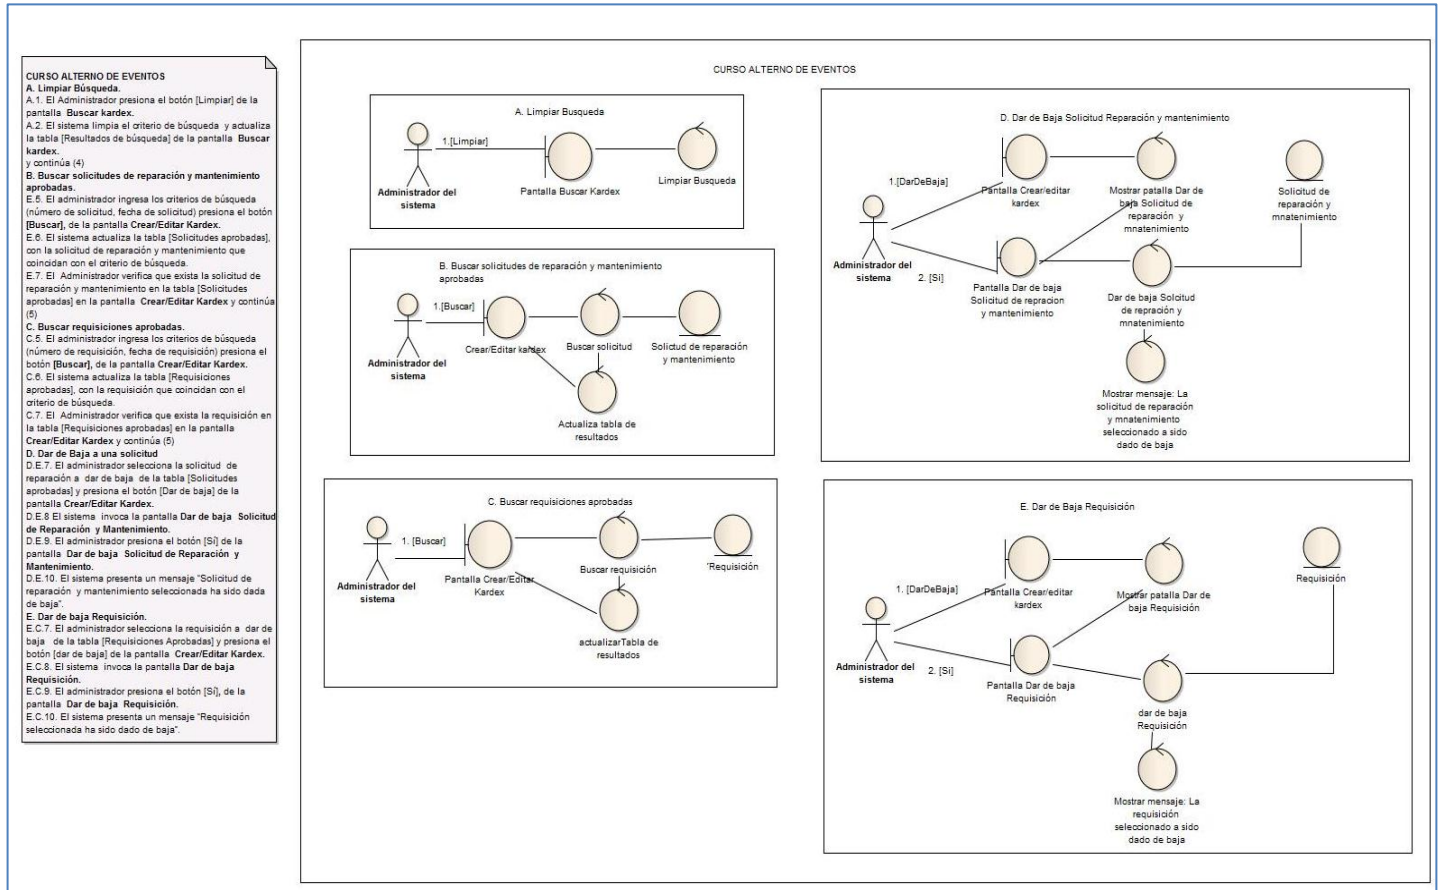 CURSO ALTERNO DE EVENTOS
A. Limpiar Búsqueda.
A.1. El Administrador presiona el botón [Limpiar] de la
pantalla Buscar kardex.
A.2. El sistema limpia el criterio de búsqueda y actualiza
la tabla [Resultados de búsqueda] de la pantalla Buscar
kardex.
y continúa (4)
B. Buscar solicitudes de reparación y mantenimiento
aprobadas.
E.5. El administrador ingresa los criterios de búsqueda
(número de solicitud, fecha de solicitud) presiona el botón
[Buscar], de la pantalla Crear/Editar Kardex.
E.6. El sistema actualiza la tabla [Solicitudes aprobadas],
con la solicitud de reparación y mantenimiento que
coincidan con el criterio de búsqueda.
E.7. El Administrador verifica que exista la solicitud de
reparación y mantenimiento en la tabla [Solicitudes
aprobadas] en la pantalla Crear/Editar Kardex y continúa
(5)
C. Buscar requisiciones aprobadas.
C.5. El administrador ingresa los criterios de búsqueda
(número de requisición, fecha de requisición) presiona el
botón [Buscar], de la pantalla Crear/Editar Kardex.
C.6. El sistema actualiza la tabla [Requisiciones
aprobadas], con la requisición que coincidan con el
criterio de búsqueda.
C.7. El Administrador verifica que exista la requisición en
la tabla [Requisiciones aprobadas] en la pantalla
Crear/Editar Kardex y continúa (5)
D. Dar de Baja a una solicitud
D.E.7. El administrador selecciona la solicitud de
reparación a dar de baja de la tabla [Solicitudes
aprobadas] y presiona el botón [Dar de baja] de la
pantalla Crear/Editar Kardex.
D.E.8 El sistema invoca la pantalla Dar de baja Solicitud
de Reparación y Mantenimiento.
D.E.9. El administrador presiona el botón [Sí] de la
pantalla Dar de baja Solicitud de Reparación y
Mantenimiento.
D.E.10. El sistema presenta un mensaje "Solicitud de
reparación y mantenimiento seleccionada ha sido dada
de baja".
E. Dar de baja Requisición.
E.C.7. El administrador selecciona la requisición a dar de
baja de la tabla [Requisiciones Aprobadas] y presiona el
botón [dar de baja] de la pantalla Crear/Editar Kardex.
E.C.8. El sistema invoca la pantalla Dar de baja
Requisición.
E.C.9. El administrador presiona el botón [Sí], de la
pantalla Dar de baja Requisición.
E.C.10. El sistema presenta un mensaje "Requisición
seleccionada ha sido dado de baja".
CURSO ALTERNO DE EVENTOS
A. Limpiar Busqueda
1.[Limpiar]
Administrador del
sistema
Pantalla Buscar Kardex
Limpiar Busqueda
B. Buscar solicitudes de reparación y mantenimiento
aprobadas
1.[Buscar]
Administrador del
sistema
Crear/Editar kardex
Buscar solicitud
Solictud de reparación
y mantenimiento
Actualiza tabla de
resultados
C. Buscar requisiciones aprobadas
1. [Buscar]
Administrador del
sistema
Pantalla Crear/Editar
Kardex
Buscar requisición
'Requisición
actualizarTabla de
resultados
D. Dar de Baja Solicitud Reparación y mantenimiento
1.[DarDeBaja]
Pantalla Crear/editar
kardex
Mostrar patalla Dar de
baja Solicitud de
reparación y
mnatenimiento
Solicitud de
reparación y
mnatenimiento
Administrador del
sistema
2. [Si]
Pantalla Dar de baja
Solicitud de repracion
y mantenimiento
Dar de baja Solcitud
de repración y
mnatenimiento
Mostrar mensaje: La
solicitud de reparación
y mnatenimiento
seleccionado a sido
dado de baja
E. Dar de Baja Requisición
1. [DarDeBaja]
Pantalla Crear/editar
kardex
Mostrar patalla Dar de
baja Requisición
Requisición
Administrador del
sistema
2. [Si]
Pantalla Dar de baja
Requisición
dar de baja
Requisición
Mostrar mensaje: La
requisición
seleccionado a sido
dado de baja